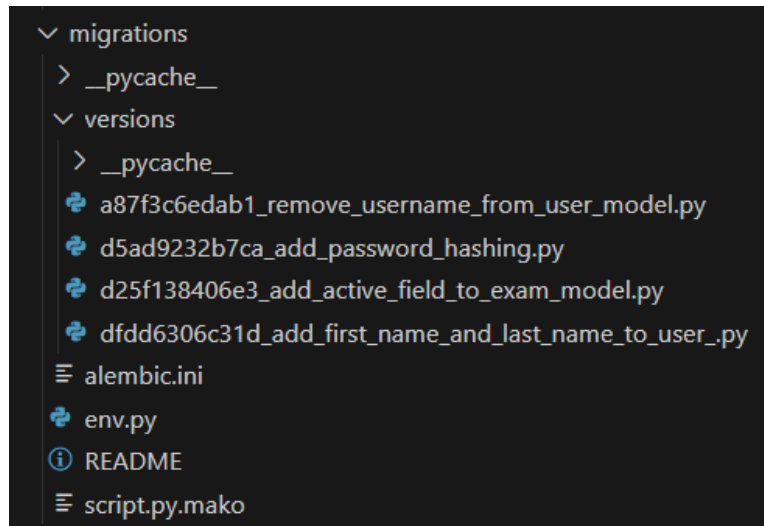 migrations
__pycache__
versions
__pycache__
a87f3c6edab1_remove_username_from_user_model.py
d5ad9232b7ca_add_password_hashing.py
d25f138406e3_add_active_field_to_exam_model.py
dfdd6306c31d_add_first_name_and_last_name_to_user_.py
alembic.ini
env.py
README
script.py.mako